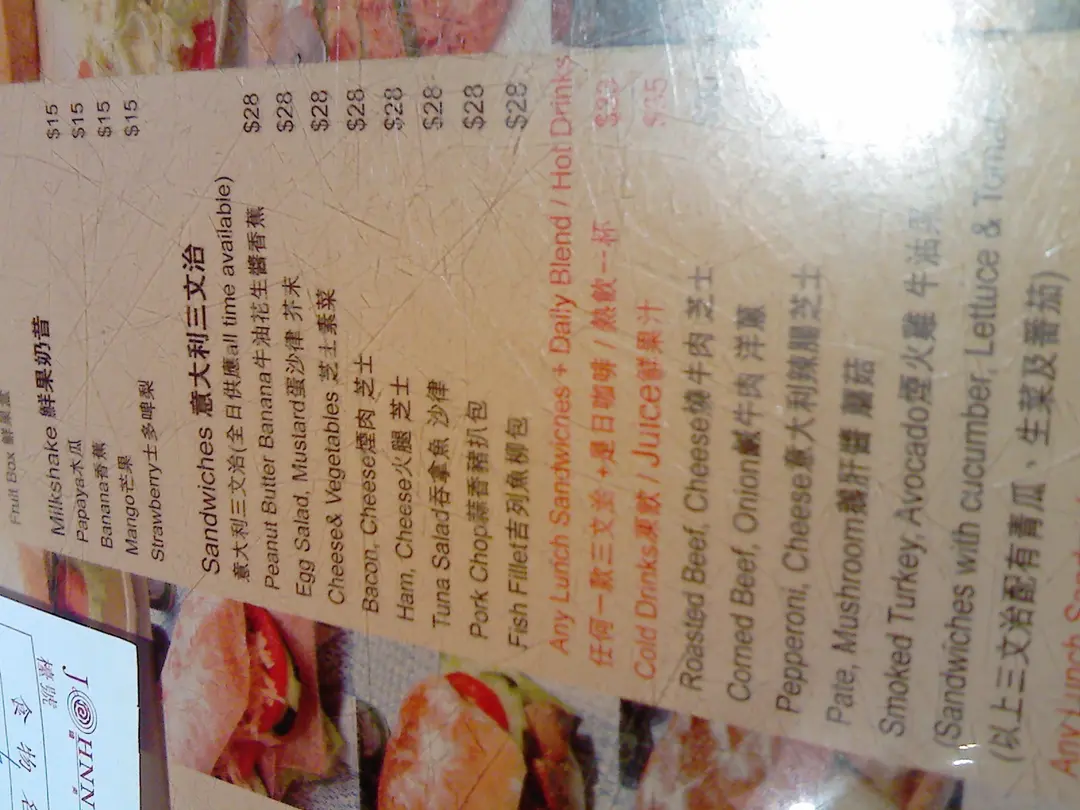 Fruit Box 鮮果盒
Milkshake 鮮果奶昔
Papaya木瓜 $15
Banana香蕉 $15
Mango芒果 $15
Strawberry士多啤梨 $15
Sandwiches 意大利三文治
意大利三文治(全日供應all time available)
Peanut Butter Banana牛油花生醬香蕉 $28
Egg Salad, Mustard蛋沙律 芥末 $28
Cheese& Vegetables 芝士素菜 $28
Bacon, Cheese煙肉 芝士 $28
Ham, Cheese火腿 芝士 $28
Tuna Salad吞拿魚 沙律 $28
Pork Chop蒜香豬扒包 $28
Fish Fillet吉列魚柳包 $28
Any Lunch Sandwiches + Daily Blend / Hot Drinks
任何一款三文治 +是日咖啡 / 熱飲一杯 $33
Cold Drinks凍飲 / Juice鮮果汁 $35
Roasted Beef, Cheese燒牛肉 芝士
Corned Beef, Onion鹹牛肉 洋蔥
Pepperoni, Cheese意大利辣腸芝士
Pate, Mushroom鵝肝醬 蘑菇
Smoked Turkey, Avocado煙火雞 牛油果
(Sandwiches with cucumber, Lettuce &
(以上三文治配有青瓜、生菜及蕃茄)
Any Lunch
JOHNN
檯號
食物